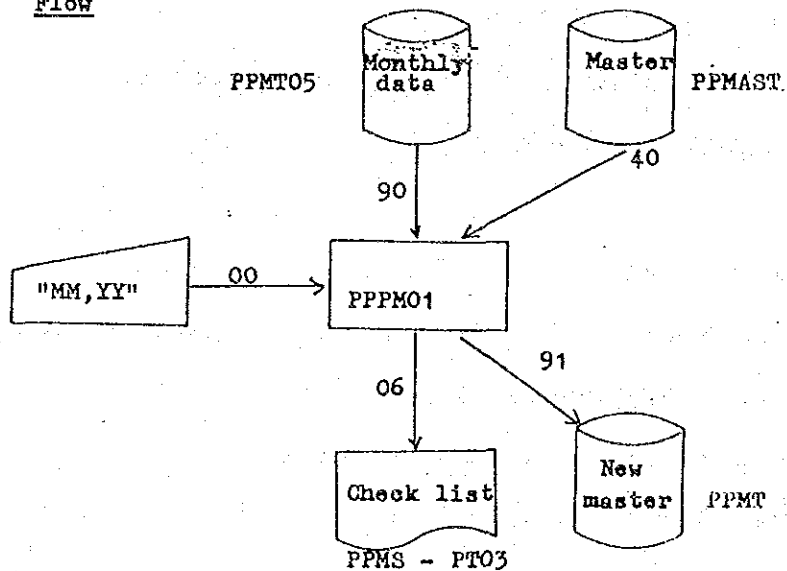 Flow
Monthly
data
PPMT05
Master
PPMAST
90
40
"MM,YY"
00
PPPM01
06
91
Check list
New
master
PPMT
PPMS - PT03